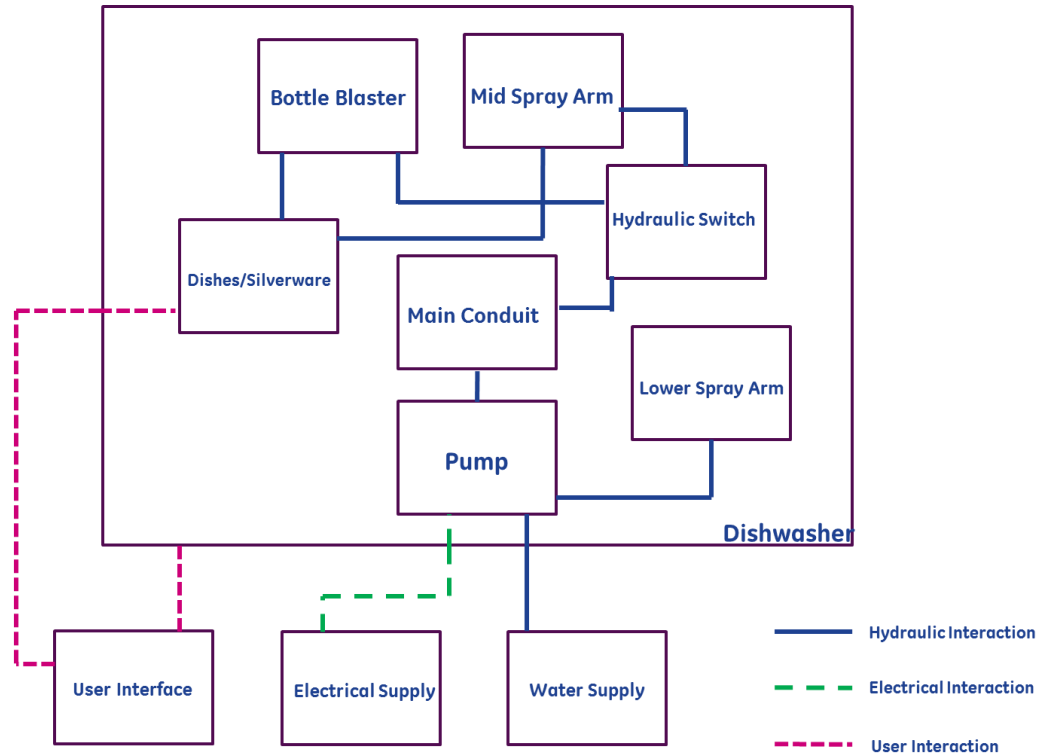 Bottle Blaster
Mid Spray Arm
Hydraulic Switch
Dishes/Silverware
Main Conduit
Lower Spray Arm
Pump
Dishwasher
User Interface
Electrical Supply
Water Supply
Hydraulic Interaction
Electrical Interaction
User Interaction